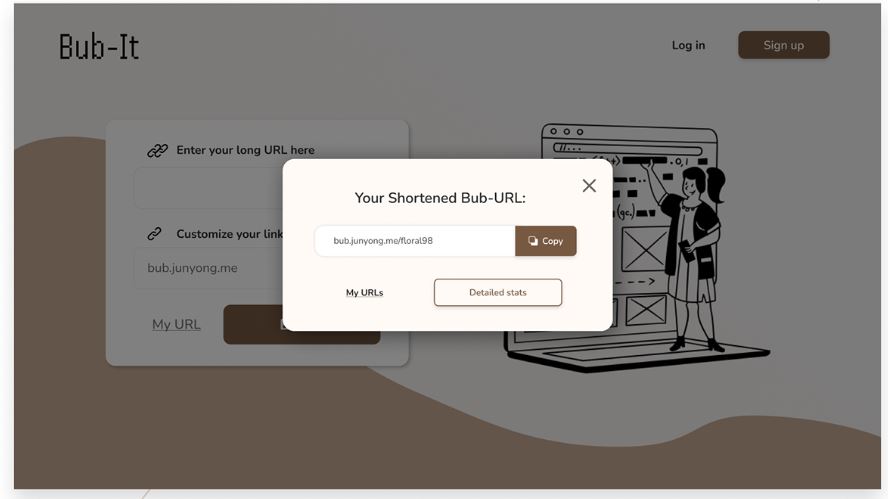 Bub-It
Log in
Sign up
Enter your long URL here
Your Shortened Bub-URL:
bub.junyong.me/floral98
Copy
My URLs
Detailed stats
Customize your link
bub.junyong.me
My URL